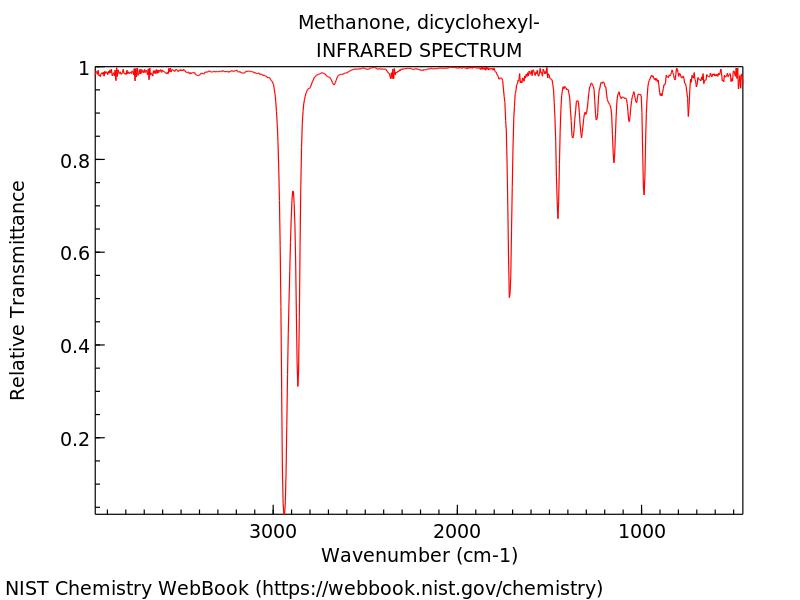 Methanone, dicyclohexyl-
INFRARED SPECTRUM
1
0.8
0.6
0.4
0.2
Relative Transmittance
3000 2000 1000
Wavenumber (cm-1)
NIST Chemistry WebBook (https://webbook.nist.gov/chemistry)